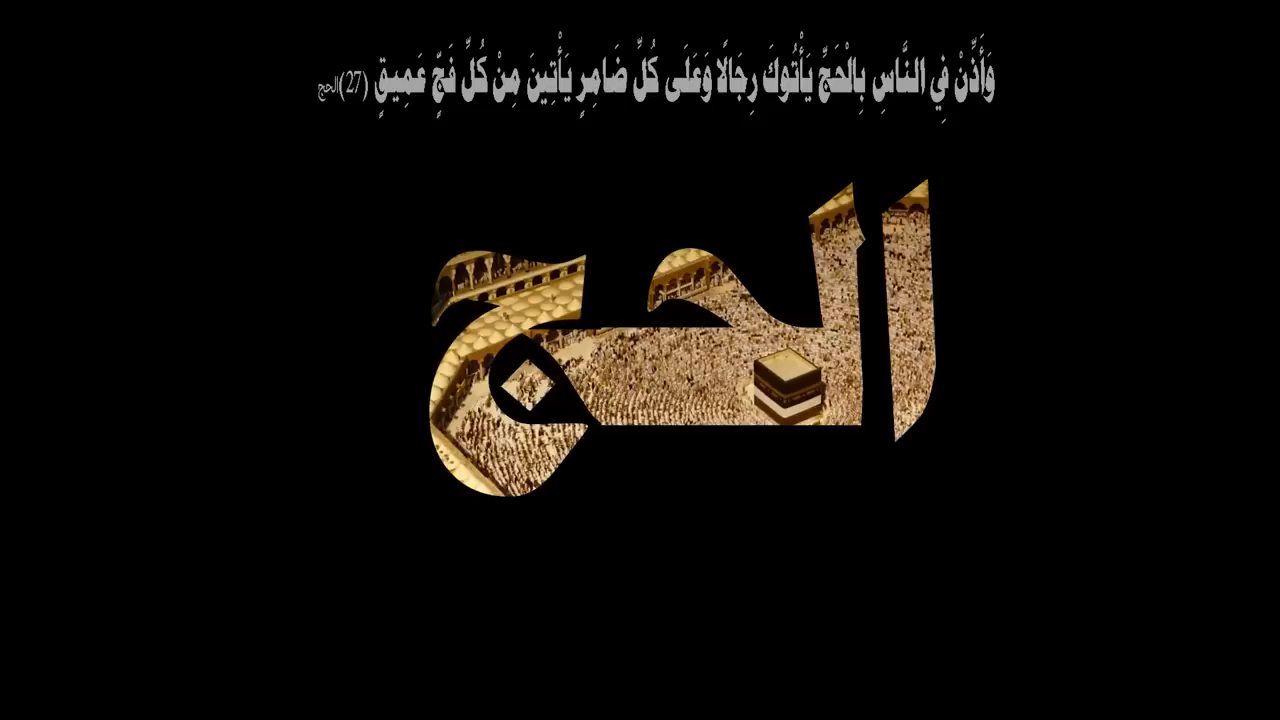 وَأَذِّنْ فِي النَّاسِ بِالْحَجِّ يَأْتُوكَ رِجَالًا وَعَلَى كُلِّ ضَامِرٍ يَأْتِينَ مِنْ كُلِّ فَجٍّ عَمِيقٍ (27)الحج
الحج